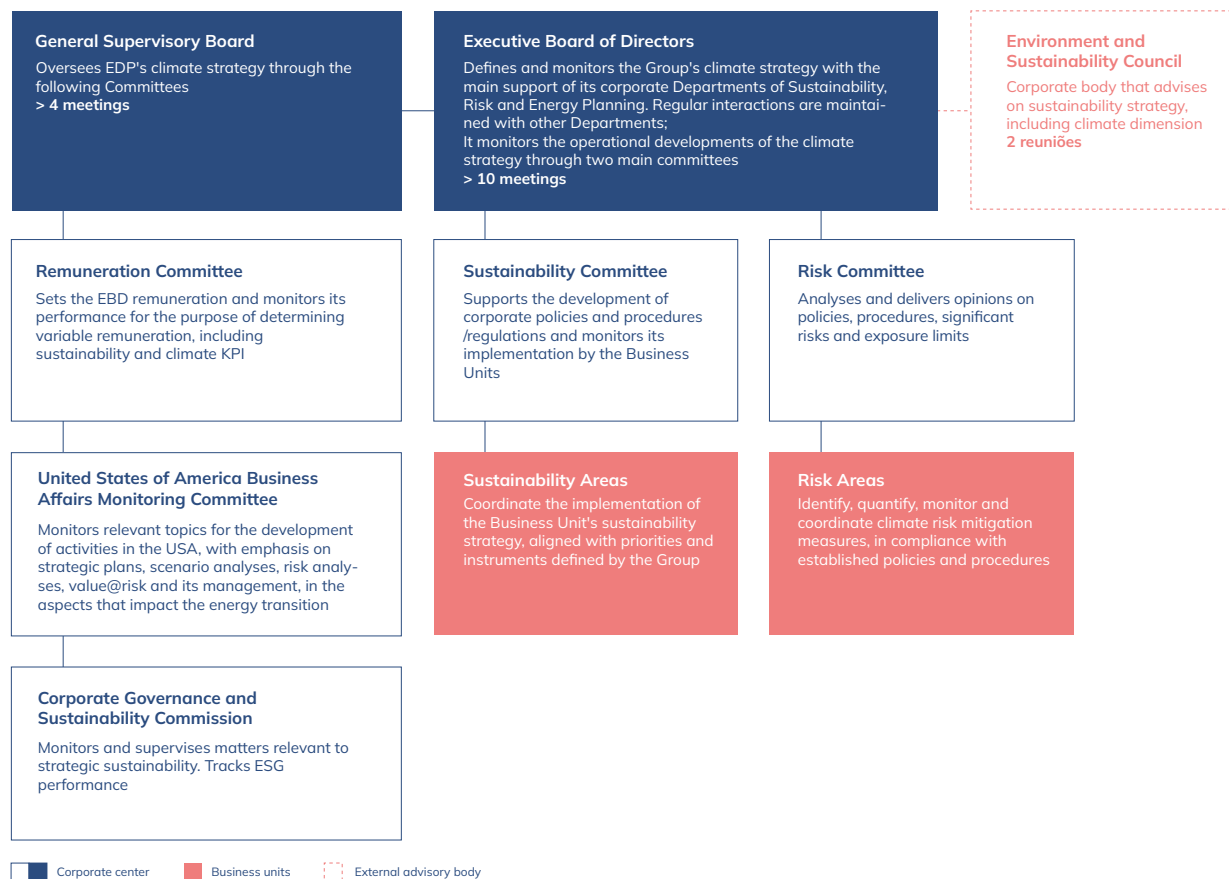 General Supervisory Board
Oversees EDP's climate strategy through the
following Committees
> 4 meetings
Executive Board of Directors
Defines and monitors the Group's climate strategy with the
main support of its corporate Departments of Sustainability,
Risk and Energy Planning. Regular interactions are maintai-
ned with other Departments;
It monitors the operational developments of the climate
strategy through two main committees
> 10 meetings
Environment and
Sustainability Council
Corporate body that advises
on sustainability strategy,
including climate dimension
2 reuniões
Remuneration Committee
Sets the EBD remuneration and monitors its
performance for the purpose of determining
variable remuneration, including
sustainability and climate KPI
Sustainability Committee
Supports the development of
corporate policies and procedures
/regulations and monitors its
implementation by the Business
Units
Risk Committee
Analyses and delivers opinions on
policies, procedures, significant
risks and exposure limits
United States of America Business
Affairs Monitoring Committee
Monitors relevant topics for the development
of activities in the USA, with emphasis on
strategic plans, scenario analyses, risk analy-
ses, value@risk and its management, in the
aspects that impact the energy transition
Sustainability Areas
Coordinate the implementation of
the Business Unit's sustainability
strategy, aligned with priorities and
instruments defined by the Group
Risk Areas
Identify, quantify, monitor and
coordinate climate risk mitigation
measures, in compliance with
established policies and procedures
Corporate Governance and
Sustainability Commission
Monitors and supervises matters relevant to
strategic sustainability. Tracks ESG
performance
Corporate center
Business units
External advisory body